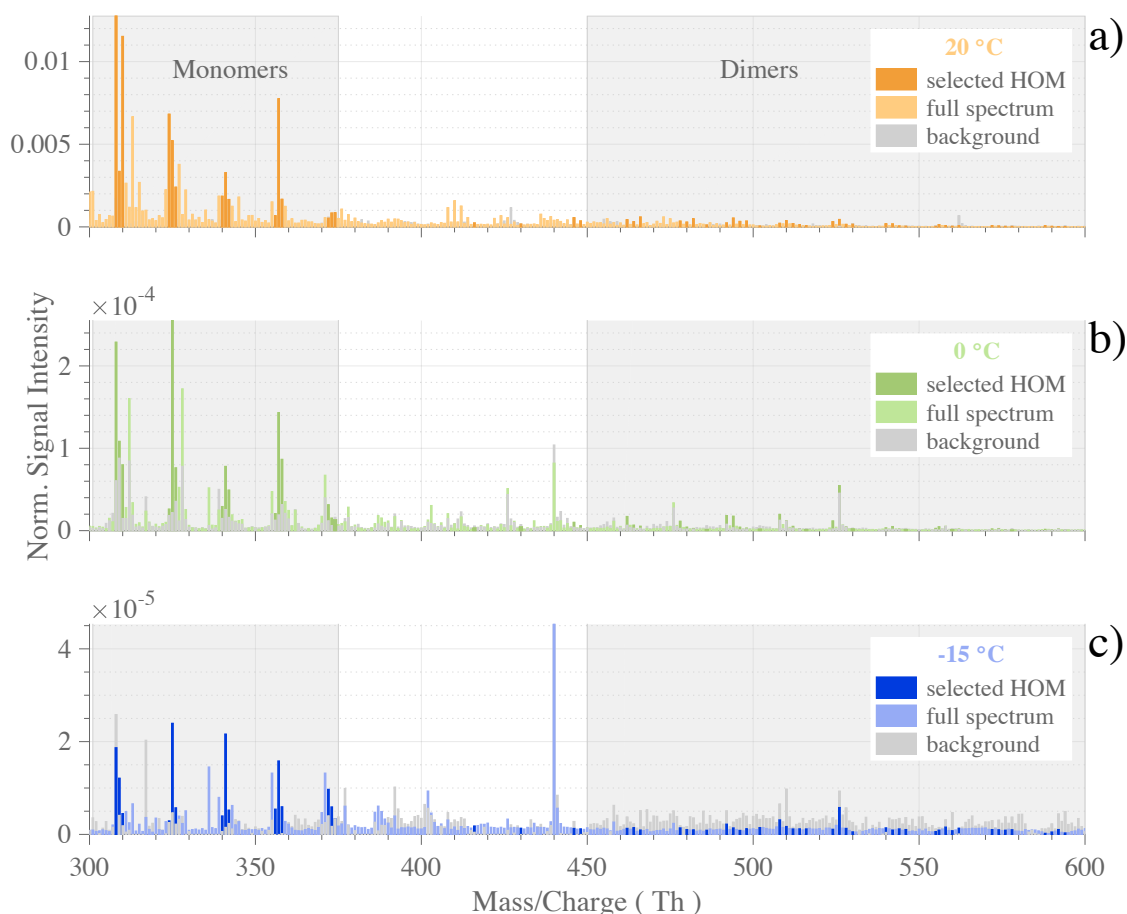 a)
20 °C
Monomers
Dimers
selected HOM
full spectrum
background
0.01
0.005
0
Norm. Signal Intensity
×10-4
b)
0 °C
selected HOM
full spectrum
background
2
1
0
×10-5
c)
-15 °C
selected HOM
full spectrum
background
4
2
0
300 350 400 450 500 550 600
Mass/Charge ( Th )